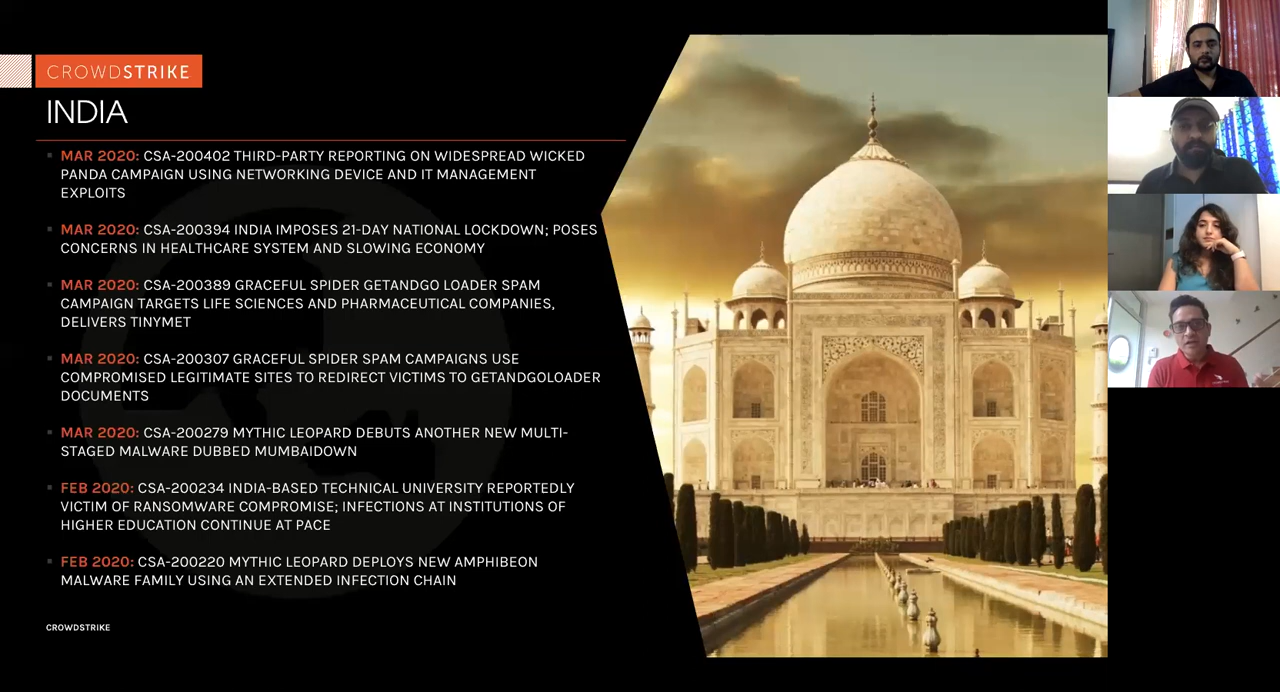 CROWDSTRIKE
INDIA
MAR 2020: CSA-200402 THIRD-PARTY REPORTING ON WIDESPREAD WICKED
PANDA CAMPAIGN USING NETWORKING DEVICE AND IT MANAGEMENT
EXPLOITS
MAR 2020: CSA-200394 INDIA IMPOSES 21-DAY NATIONAL LOCKDOWN; POSES
CONCERNS IN HEALTHCARE SYSTEM AND SLOWING ECONOMY
MAR 2020: CSA-200389 GRACEFUL SPIDER GETANDGO LOADER SPAM
CAMPAIGN TARGETS LIFE SCIENCES AND PHARMACEUTICAL COMPANIES,
DELIVERS TINYMET
MAR 2020: CSA-200307 GRACEFUL SPIDER SPAM CAMPAIGNS USE
COMPROMISED LEGITIMATE SITES TO REDIRECT VICTIMS TO GETANDGOLOADER
DOCUMENTS
MAR 2020: CSA-200279 MYTHIC LEOPARD DEBUTS ANOTHER NEW MULTI-
STAGED MALWARE DUBBED MUMBAIDOWN
FEB 2020: CSA-200234 INDIA-BASED TECHNICAL UNIVERSITY REPORTEDLY
VICTIM OF RANSOMWARE COMPROMISE; INFECTIONS AT INSTITUTIONS OF
HIGHER EDUCATION CONTINUE AT PACE
FEB 2020: CSA-200220 MYTHIC LEOPARD DEPLOYS NEW AMPHIBEON
MALWARE FAMILY USING AN EXTENDED INFECTION CHAIN
CROWDSTRIKE